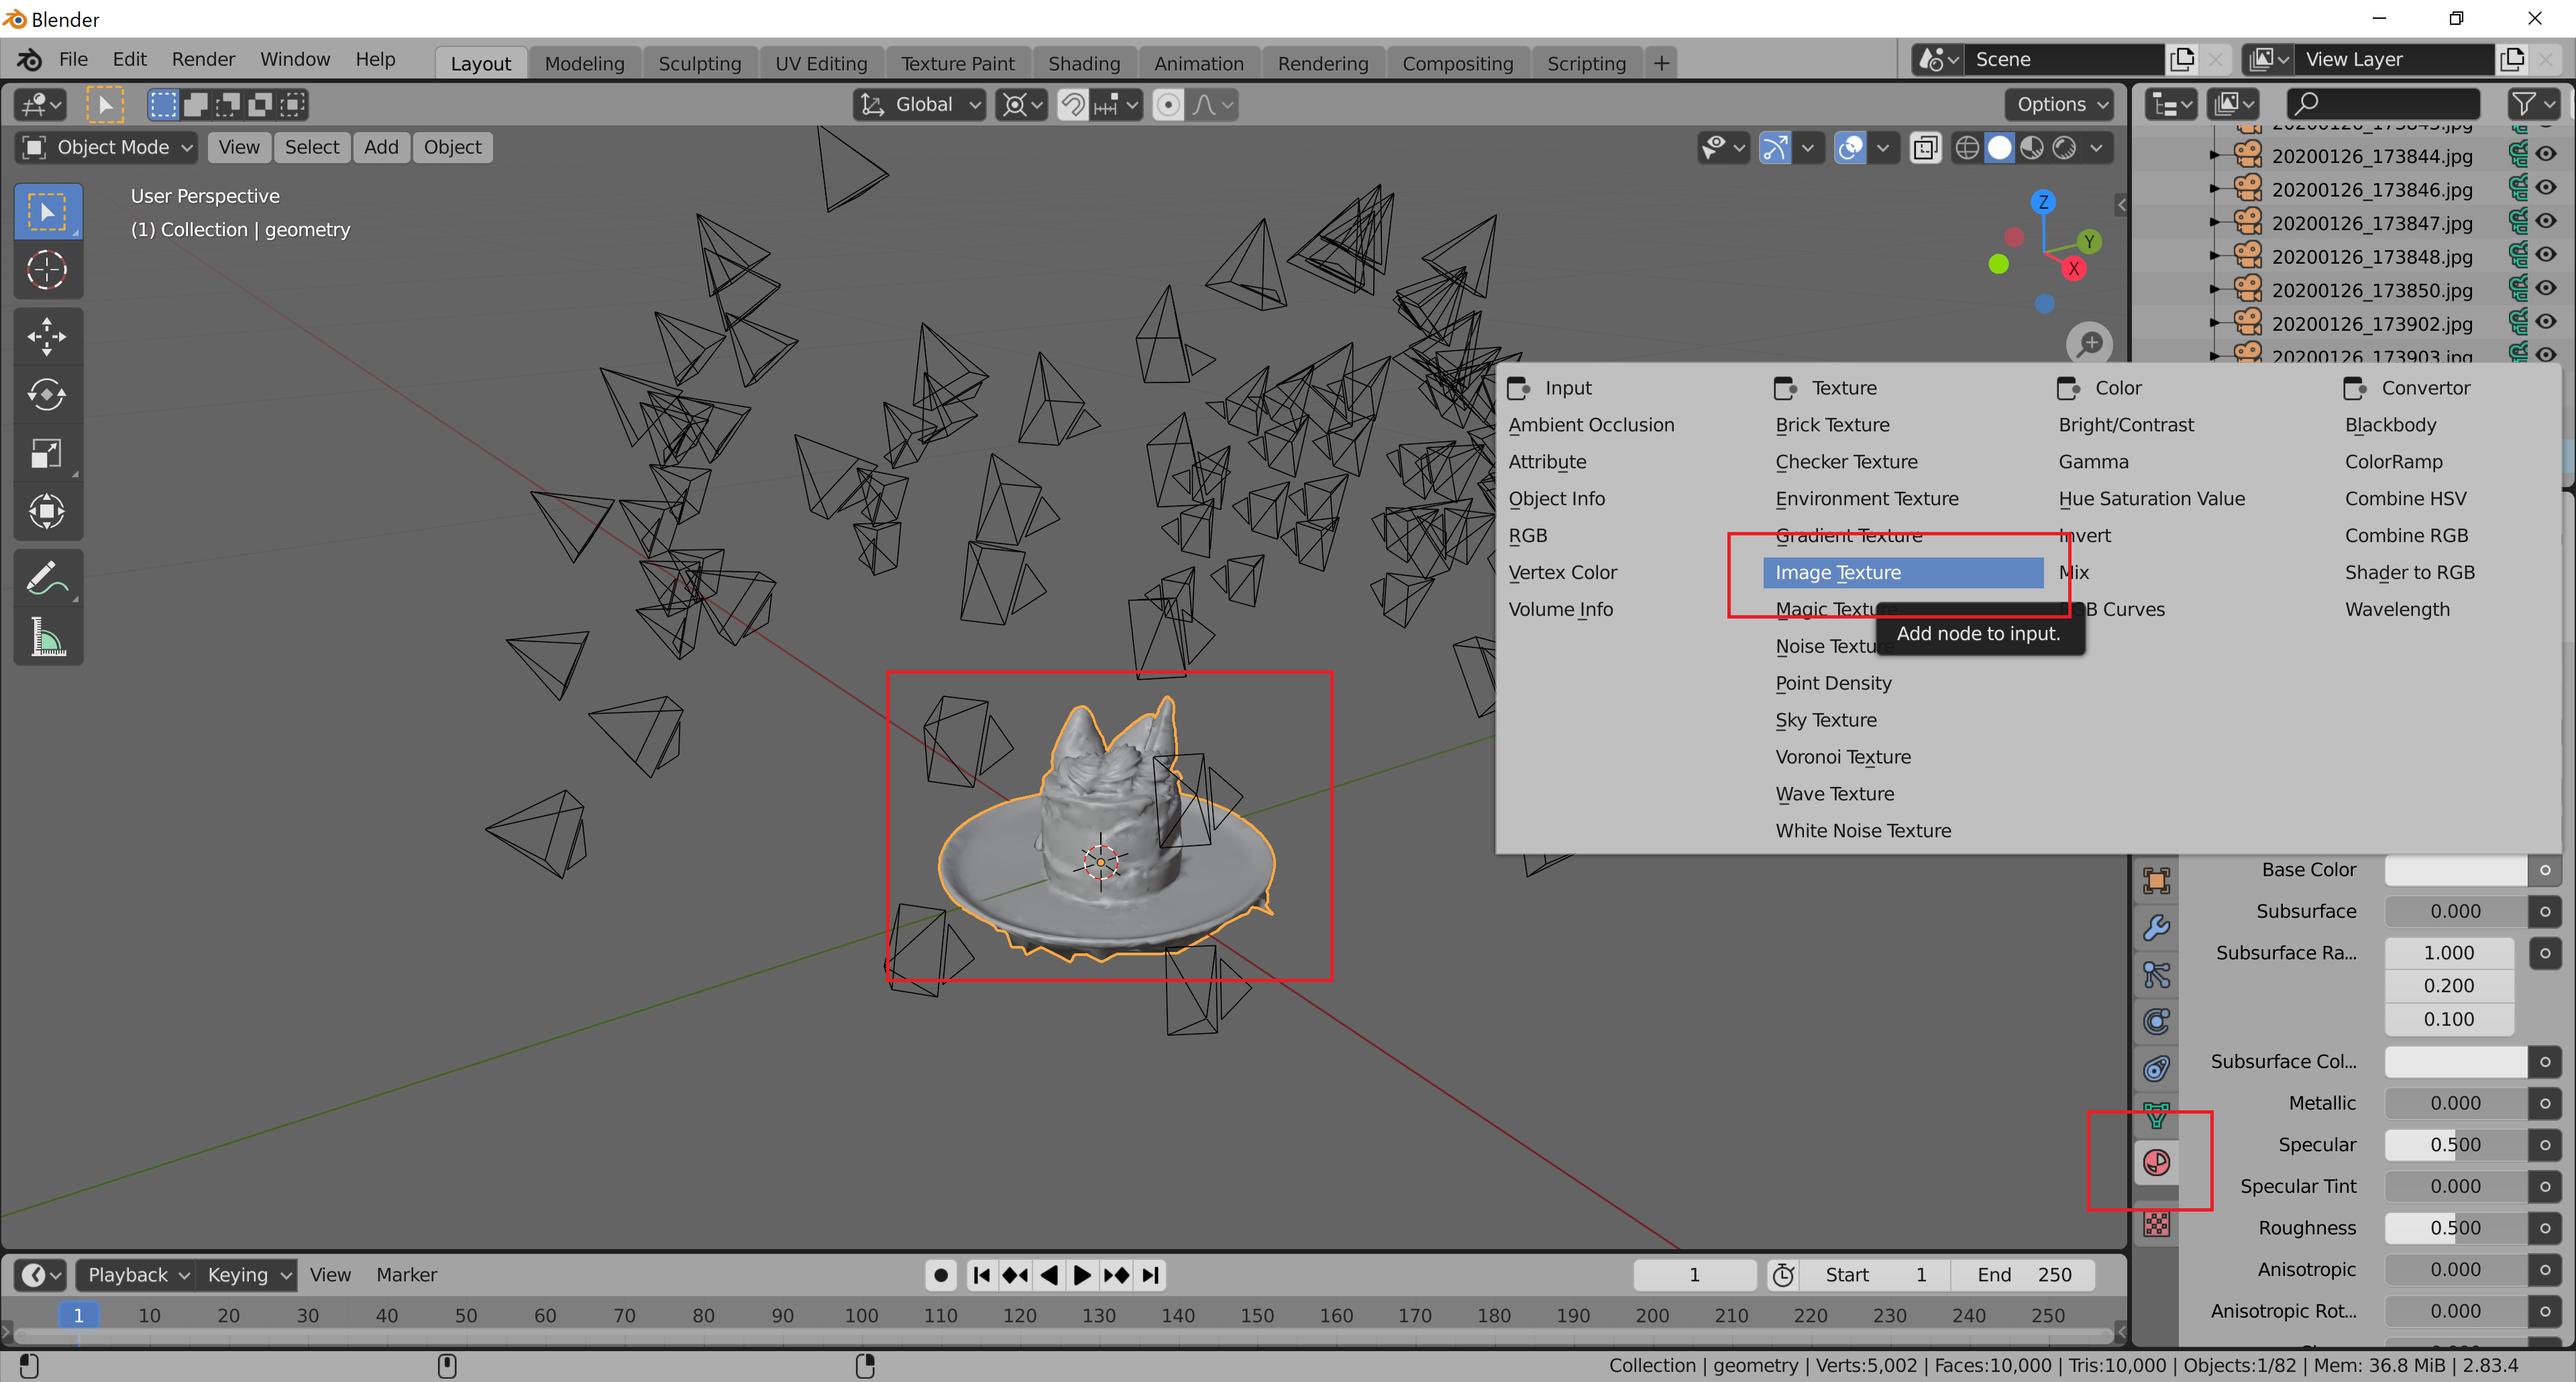 Blender
File Edit Render Window Help Layout Modeling Sculpting UV Editing Texture Paint Shading Animation Rendering Compositing Scripting + Scene View Layer
Global Options
Object Mode View Select Add Object
User Perspective
(1) Collection | geometry
Z
Y
X
20200126_173844.jpg
20200126_173846.jpg
20200126_173847.jpg
20200126_173848.jpg
20200126_173850.jpg
20200126_173902.jpg
20200126_173903.jpg
Input
Ambient Occlusion
Attribute
Object Info
RGB
Vertex Color
Volume Info
Texture
Brick Texture
Checker Texture
Environment Texture
Gradient Texture
Image Texture
Magic Texture
Noise Textu
Point Density
Sky Texture
Voronoi Texture
Wave Texture
White Noise Texture
Color
Bright/Contrast
Gamma
Hue Saturation Value
Invert
Mix
B Curves
Convertor
Blackbody
ColorRamp
Combine HSV
Combine RGB
Shader to RGB
Wavelength
Add node to input.
Base Color
Subsurface 0.000
Subsurface Ra... 1.000
0.200
0.100
Subsurface Col...
Metallic 0.000
Specular 0.500
Specular Tint 0.000
Roughness 0.500
Anisotropic 0.000
Anisotropic Rot... 0.000
Playback Keying View Marker 1 Start 1 End 250
1 10 20 30 40 50 60 70 80 90 100 110 120 130 140 150 160 170 180 190 200 210 220 230 240 250
Collection | geometry | Verts:5,002 | Faces:10,000 | Tris:10,000 | Objects:1/82 | Mem: 36.8 MiB | 2.83.4